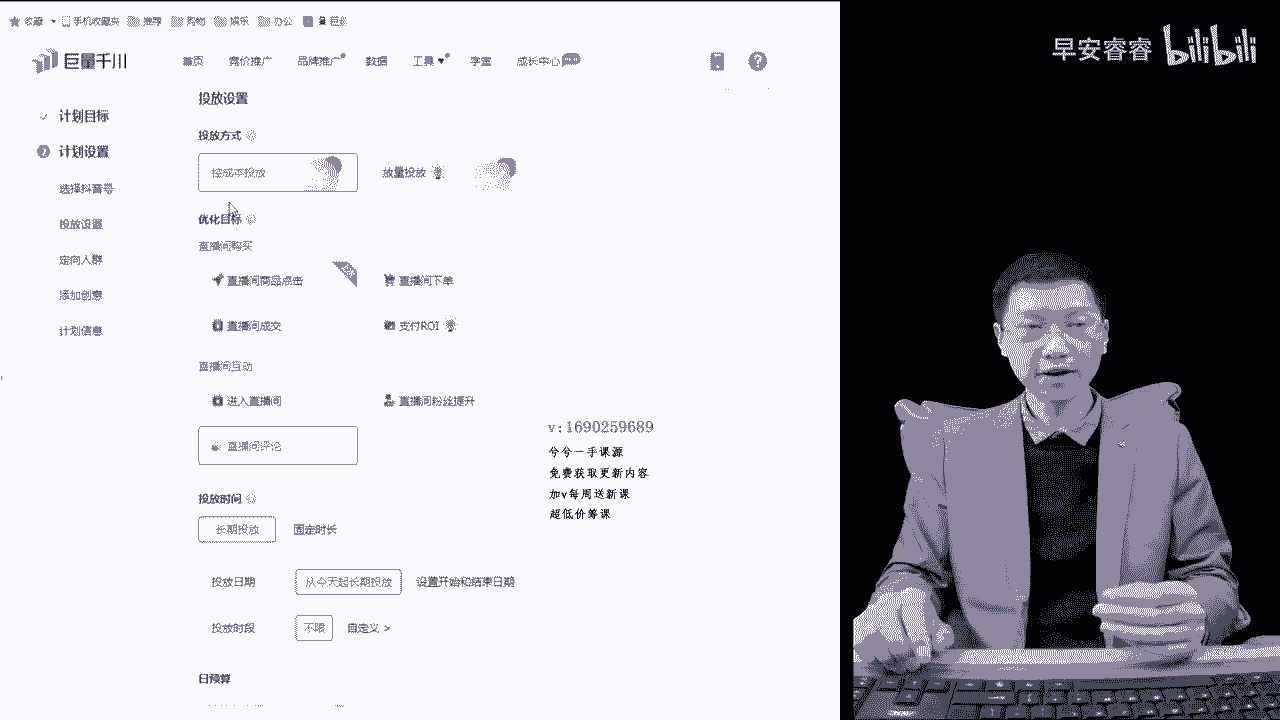 收藏 手机收藏夹 推荐 购物 娱乐 办公
巨量千川 首页 竞价推广 品牌推广 数据 工具 学堂 成长中心
早安睿睿 bilibili
计划目标
计划设置
选择抖音号
投放设置
定向人群
添加创意
计划信息
投放设置
投放方式
控成本投放 放量投放
优化目标
直播间购买
直播间商品点击 直播间下单
直播间成交 支付ROI
直播间互动
进入直播间 直播间粉丝提升
直播间评论
投放时间
长期投放 固定时长
投放日期 从今天起长期投放 设置开始和结束日期
投放时段 不限 自定义 >
日预算
v:1690259689
兮兮一手课源
免费获取更新内容
加v每周送新课
超低价筹课